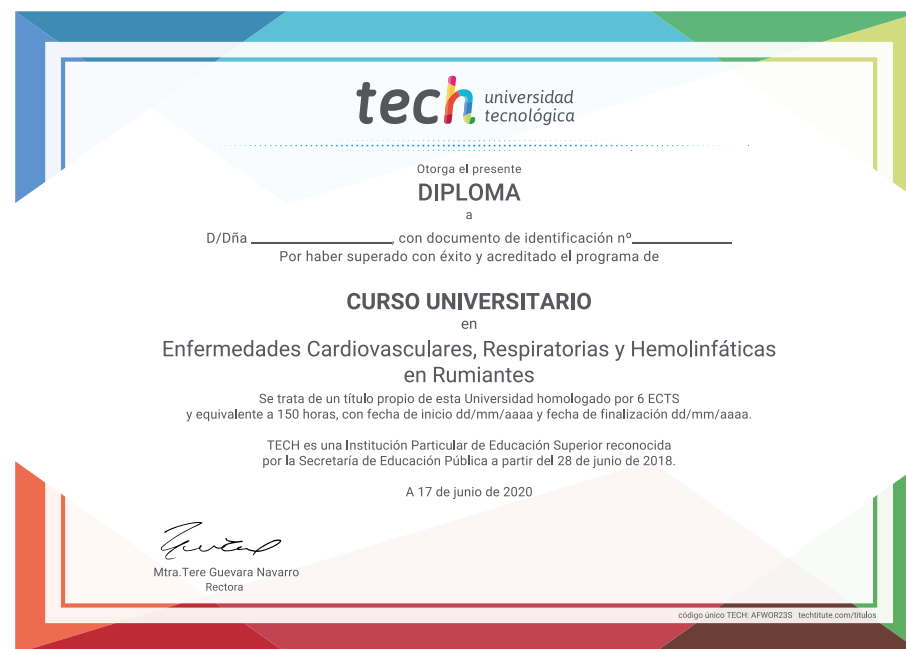 tech universidad
tecnológica
Otorga el presente
DIPLOMA
a
D/Dña ____________________, con documento de identificación nº______________
Por haber superado con éxito y acreditado el programa de
CURSO UNIVERSITARIO
en
Enfermedades Cardiovasculares, Respiratorias y Hemolinfáticas
en Rumiantes
Se trata de un título propio de esta Universidad homologado por 6 ECTS
y equivalente a 150 horas, con fecha de inicio dd/mm/aaaa y fecha de finalización dd/mm/aaaa.
TECH es una Institución Particular de Educación Superior reconocida
por la Secretaría de Educación Pública a partir del 28 de junio de 2018.
A 17 de junio de 2020
Mtra.Tere Guevara Navarro
Rectora
código único TECH: AFWOR23S techtitute.com/titulos